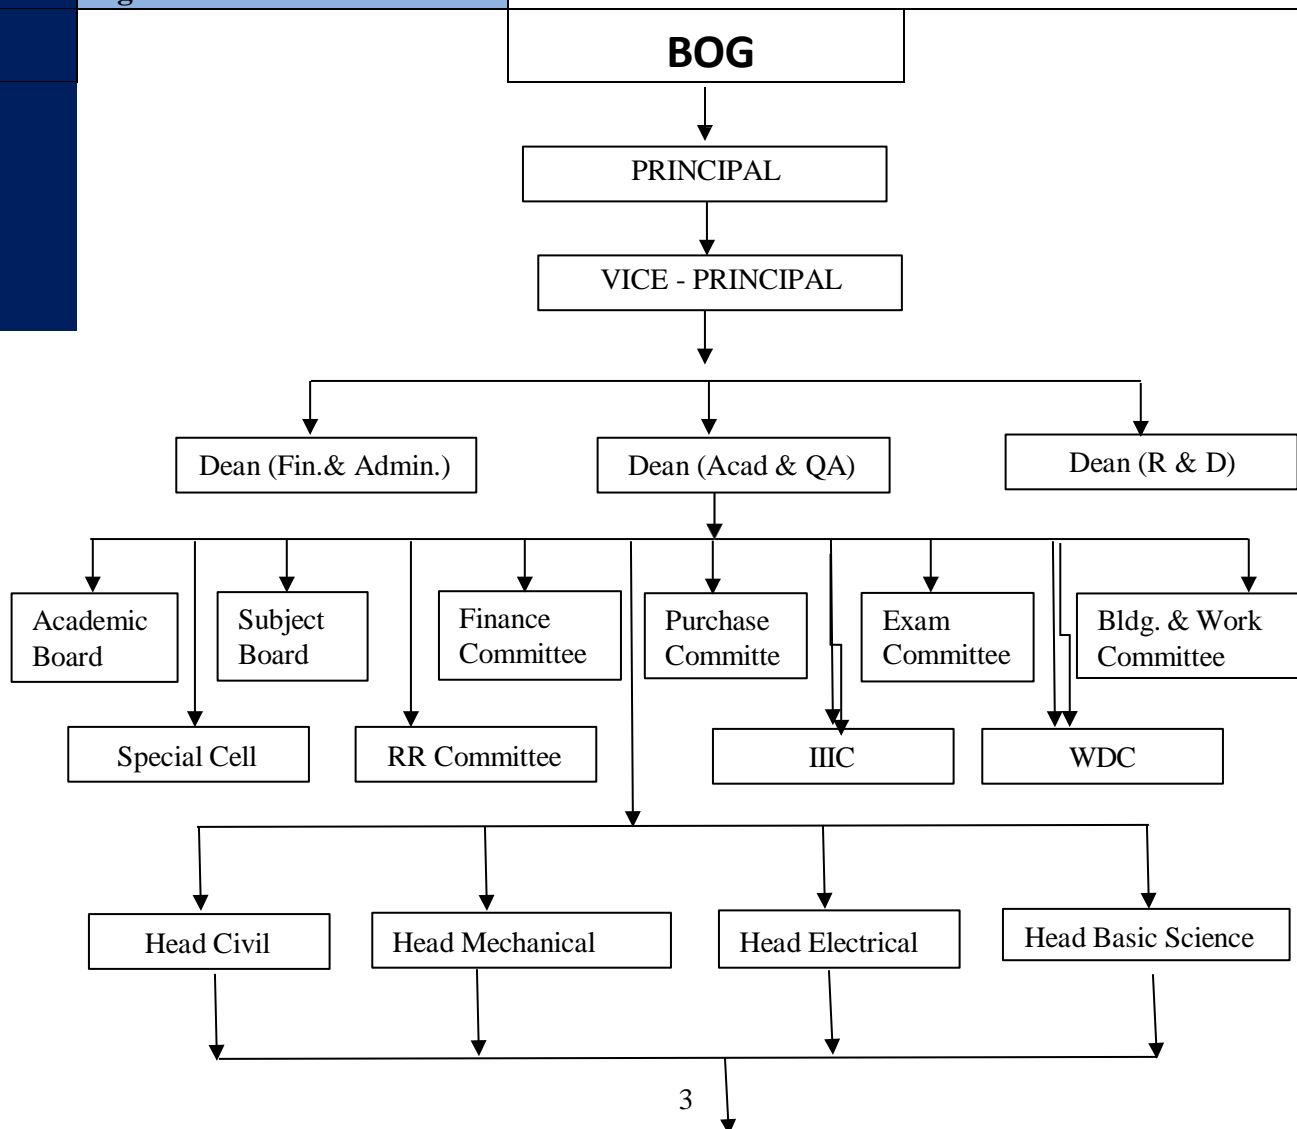 BOG
PRINCIPAL
VICE - PRINCIPAL
Dean (Fin.& Admin.)
Dean (Acad & QA)
Dean (R & D)
Academic
Board
Subject
Board
Finance
Committee
Purchase
Committe
Exam
Committee
Bldg. & Work
Committee
Special Cell
RR Committee
IIIC
WDC
Head Civil
Head Mechanical
Head Electrical
Head Basic Science
3